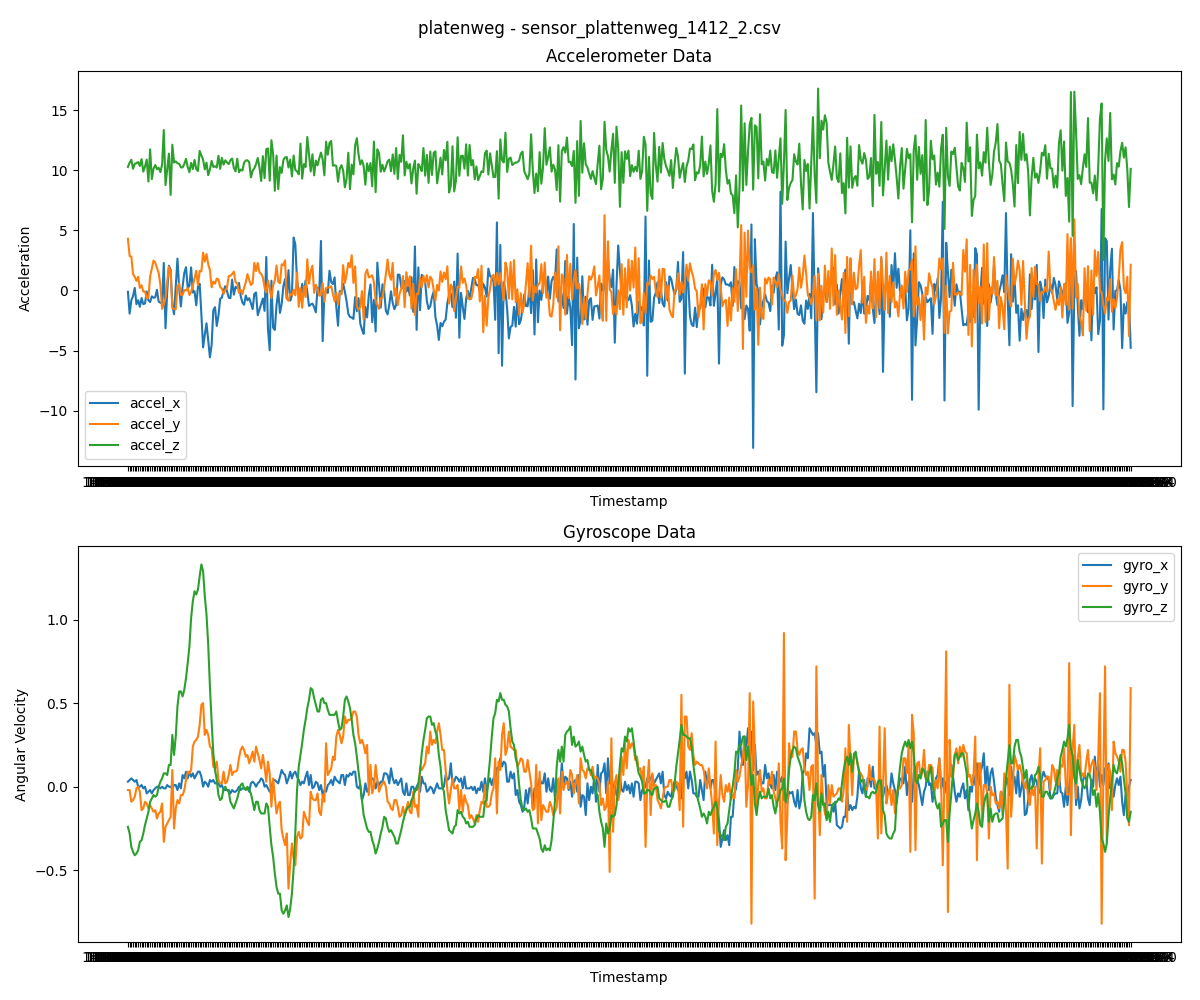 platenweg - sensor_plattenweg_1412_2.csv
Accelerometer Data
15
10
5
0
−5
−10
Acceleration
accel_x
accel_y
accel_z
Timestamp
Gyroscope Data
1.0
0.5
0.0
−0.5
Angular Velocity
gyro_x
gyro_y
gyro_z
Timestamp